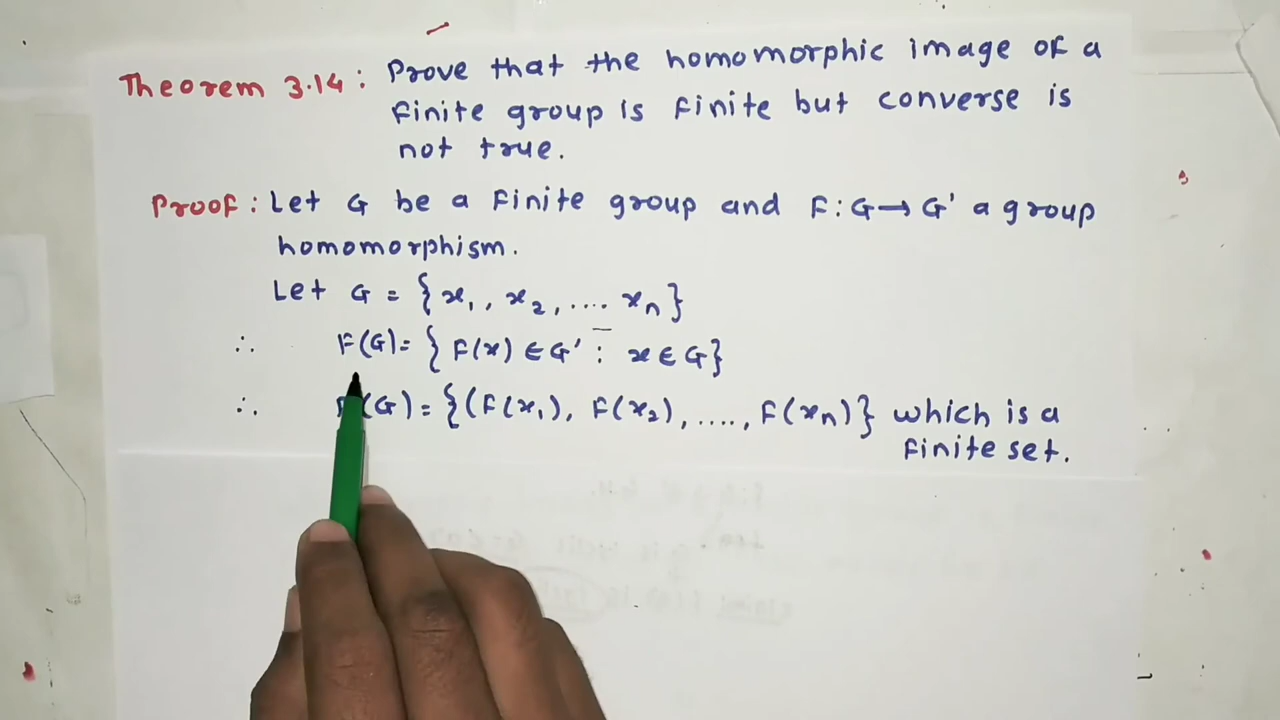 Theorem 3.14 : Prove that the homomorphic image of a
finite group is finite but converse is
not true.
Proof : Let G be a finite group and F : G → G' a group
homomorphism.
Let G = { x₁ , x₂ , .... xₙ }
∴ F(G) = { F(x) ∈ G' : x ∈ G }
∴ F(G) = { (F(x₁), F(x₂), ...., F(xₙ) } which is a
finite set.